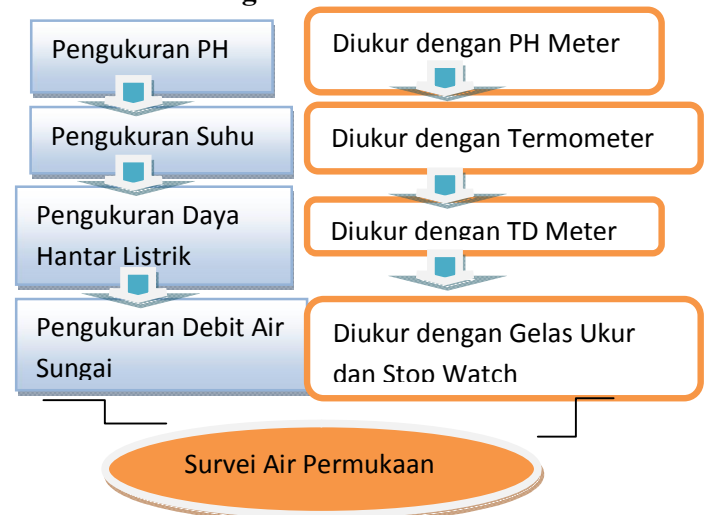 Pengukuran PH
Diukur dengan PH Meter
Pengukuran Suhu
Diukur dengan Termometer
Pengukuran Daya
Hantar Listrik
Diukur dengan TD Meter
Pengukuran Debit Air
Sungai
Diukur dengan Gelas Ukur
dan Stop Watch
Survei Air Permukaan